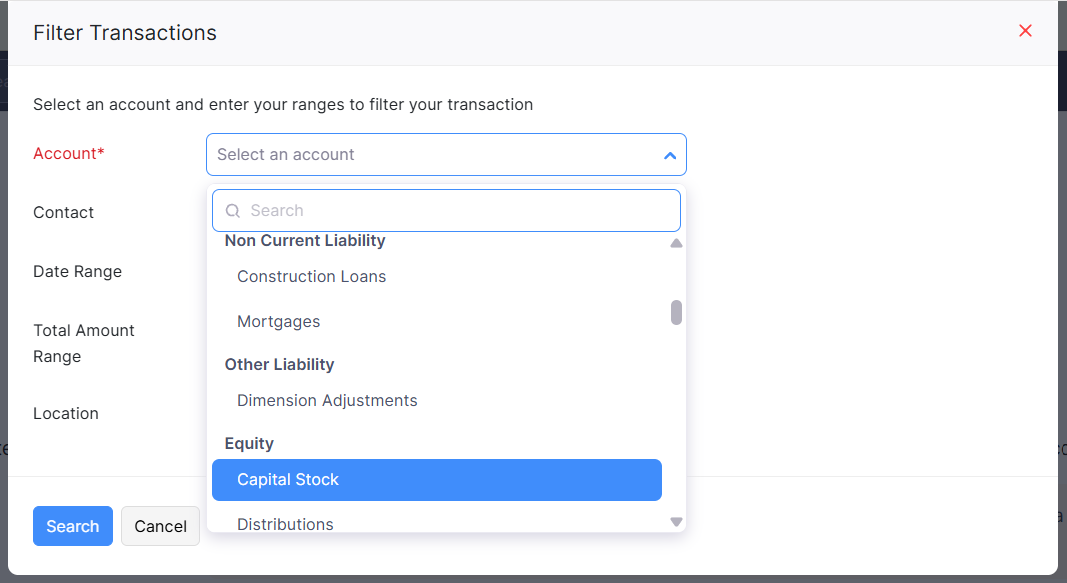 Filter Transactions
Select an account and enter your ranges to filter your transaction
Account*
Select an account
Contact
Date Range
Total Amount
Range
Location
Search
Non Current Liability
Construction Loans
Mortgages
Other Liability
Dimension Adjustments
Equity
Capital Stock
Distributions
Search
Cancel